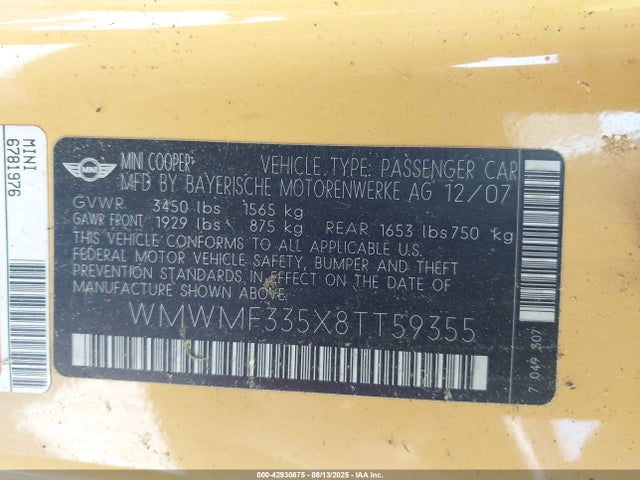 MINI
6781976
MINI
MINI COOPER
VEHICLE TYPE: PASSENGER CAR
MFD BY BAYERISCHE MOTORENWERKE AG 12/07
GVWR 3450 lbs 1565 kg
GAWR FRONT 1929 lbs 875 kg REAR 1653 lbs 750 kg
THIS VEHICLE CONFORMS TO ALL APPLICABLE U.S.
FEDERAL MOTOR VEHICLE SAFETY, BUMPER AND THEFT
PREVENTION STANDARDS IN EFFECT ON THE DATE OF
MANUFACTURE SHOWN ABOVE.
WMWMF335X8TT59355
7 049 307
000-42930675 | 08/13/2025 | IAA Inc.